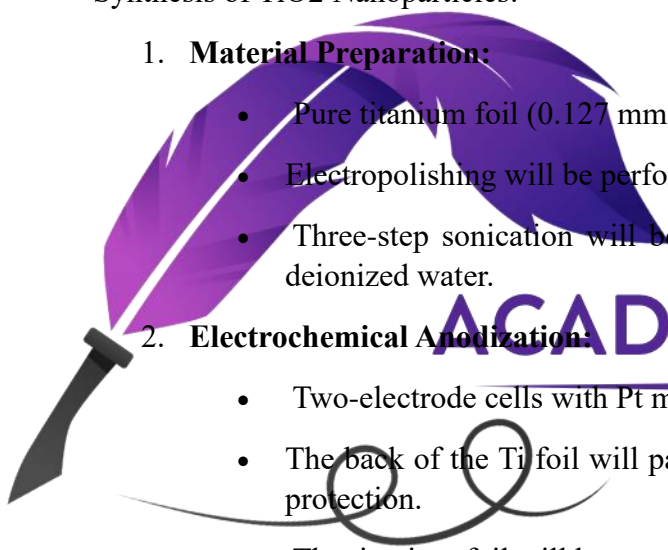 Synthesis of TiO2 Nanoparticles:
1. Material Preparation:
• Pure titanium foil (0.127 mm
• Electropolishing will be perfo
• Three-step sonication will be
deionized water.
ACAD
2. Electrochemical Anodization:
• Two-electrode cells with Pt m
• The back of the Ti foil will pa
protection.